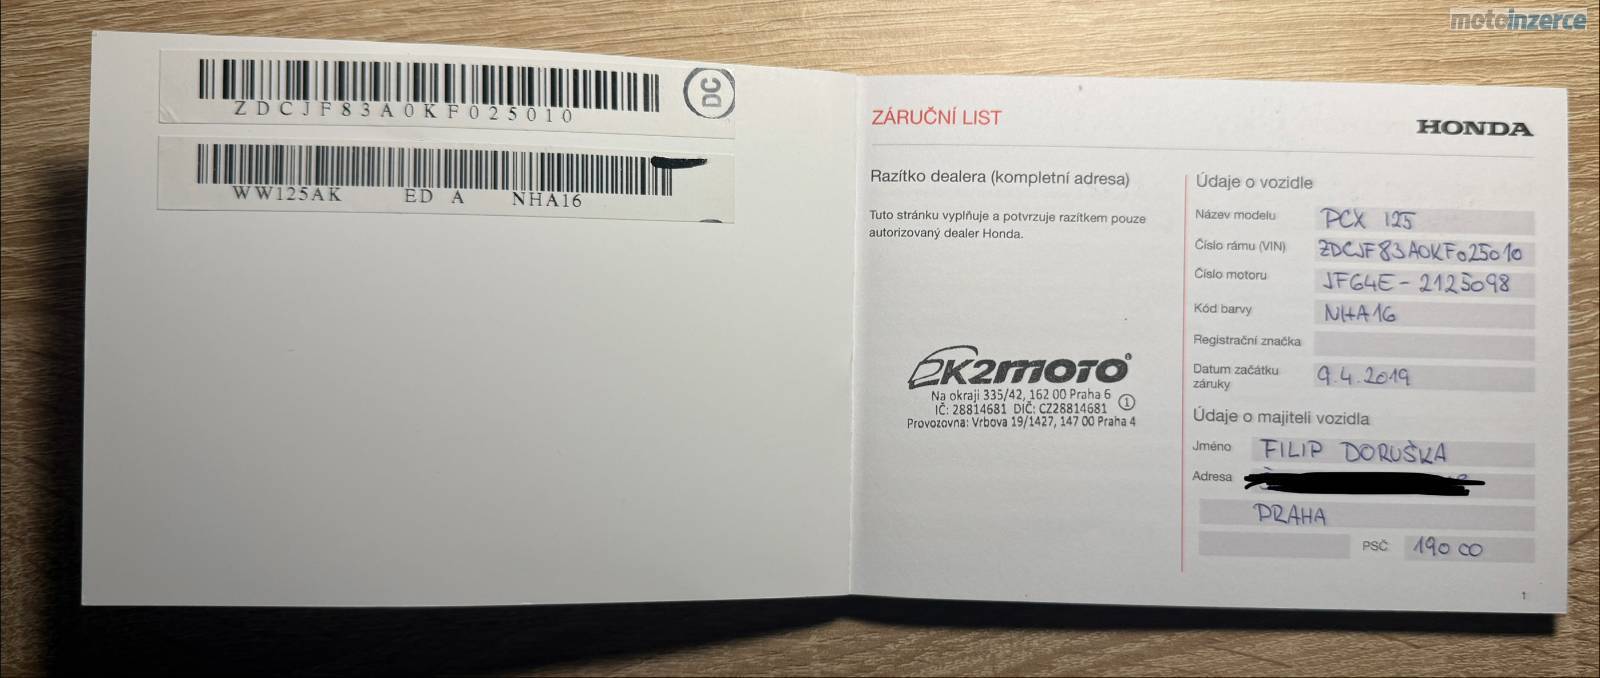 motoinzerce
ZDCJF83A0KF025010
DC
WW125AK ED A NHA16
ZÁRUČNÍ LIST
HONDA
Razítko dealera (kompletní adresa)
Tuto stránku vyplňuje a potvrzuje razítkem pouze
autorizovaný dealer Honda.
2K2MOTO
Na okraji 335/42, 162 00 Praha 6
IČ: 28814681 DIČ: CZ28814681 1
Provozovna: Vrbova 19/1427, 147 00 Praha 4
Údaje o vozidle
Název modelu PCX 125
Číslo rámu (VIN) ZDCJF83A0KF025010
Číslo motoru JF64E - 2125098
Kód barvy NHA16
Registrační značka
Datum začátku
záruky 9.4.2019
Údaje o majiteli vozidla
Jméno FILIP DORUŠKA
Adresa
PRAHA
PSČ 190 00
1